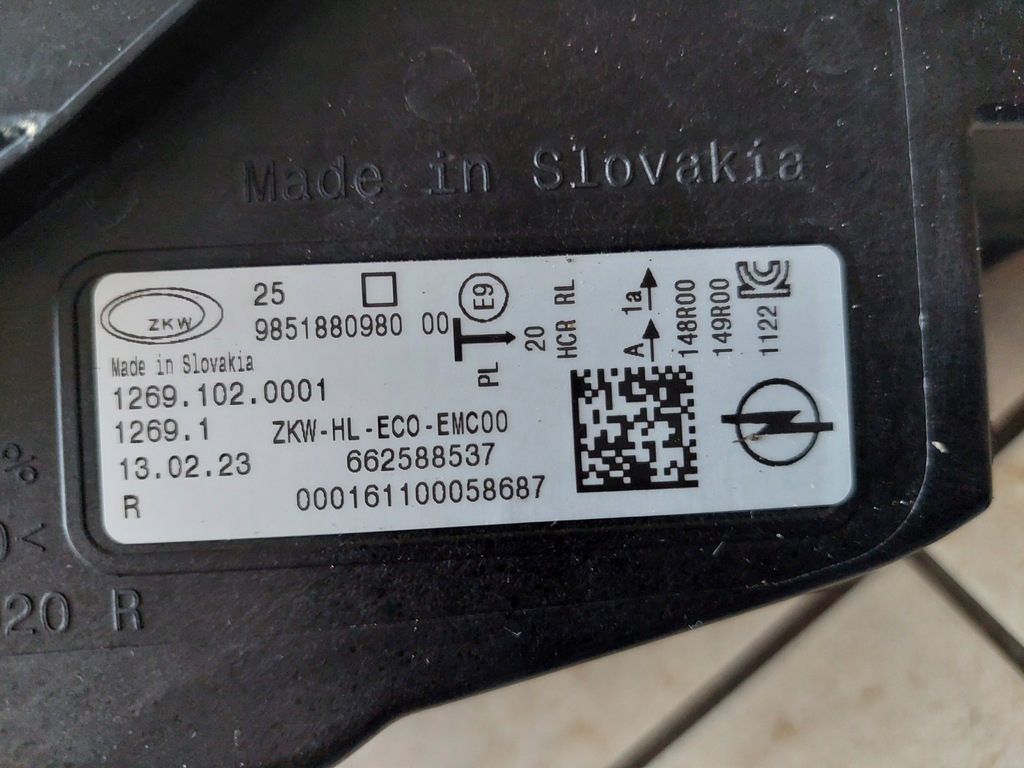 Made in Slovakia
ZKW
25
9851880980 00
Made in Slovakia
1269.102.0001
1269.1
ZKW-HL-ECO-EMC00
13.02.23
662588537
R
000161100058687
E9
PL
20
HCR RL
A 1a
148R00
149R00
1122
%
<
20 R